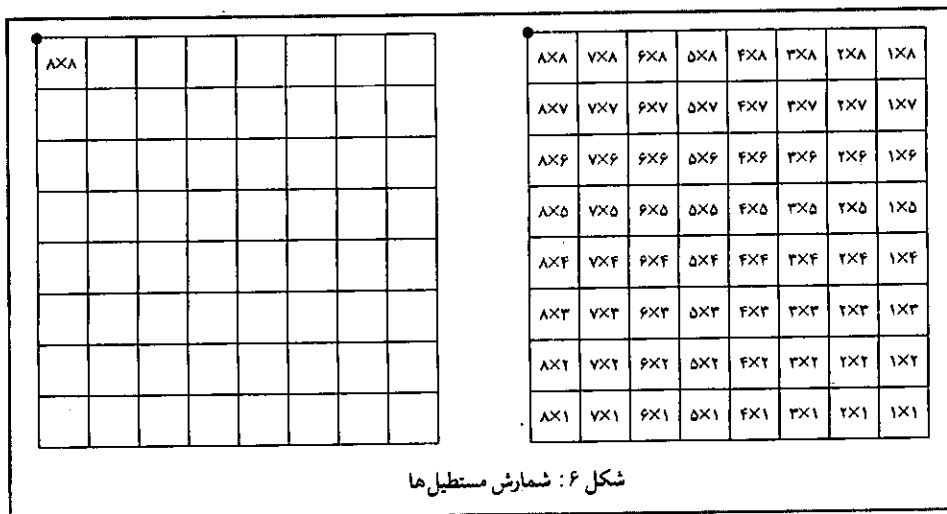 ۸×۸
۸×۸ ۷×۸ ۶×۸ ۵×۸ ۴×۸ ۳×۸ ۲×۸ ۱×۸
۸×۷ ۷×۷ ۶×۷ ۵×۷ ۴×۷ ۳×۷ ۲×۷ ۱×۷
۸×۶ ۷×۶ ۶×۶ ۵×۶ ۴×۶ ۳×۶ ۲×۶ ۱×۶
۸×۵ ۷×۵ ۶×۵ ۵×۵ ۴×۵ ۳×۵ ۲×۵ ۱×۵
۸×۴ ۷×۴ ۶×۴ ۵×۴ ۴×۴ ۳×۴ ۲×۴ ۱×۴
۸×۳ ۷×۳ ۶×۳ ۵×۳ ۴×۳ ۳×۳ ۲×۳ ۱×۳
۸×۲ ۷×۲ ۶×۲ ۵×۲ ۴×۲ ۳×۲ ۲×۲ ۱×۲
۸×۱ ۷×۱ ۶×۱ ۵×۱ ۴×۱ ۳×۱ ۲×۱ ۱×۱
شکل ۶ : شمارش مستطیل‌ها